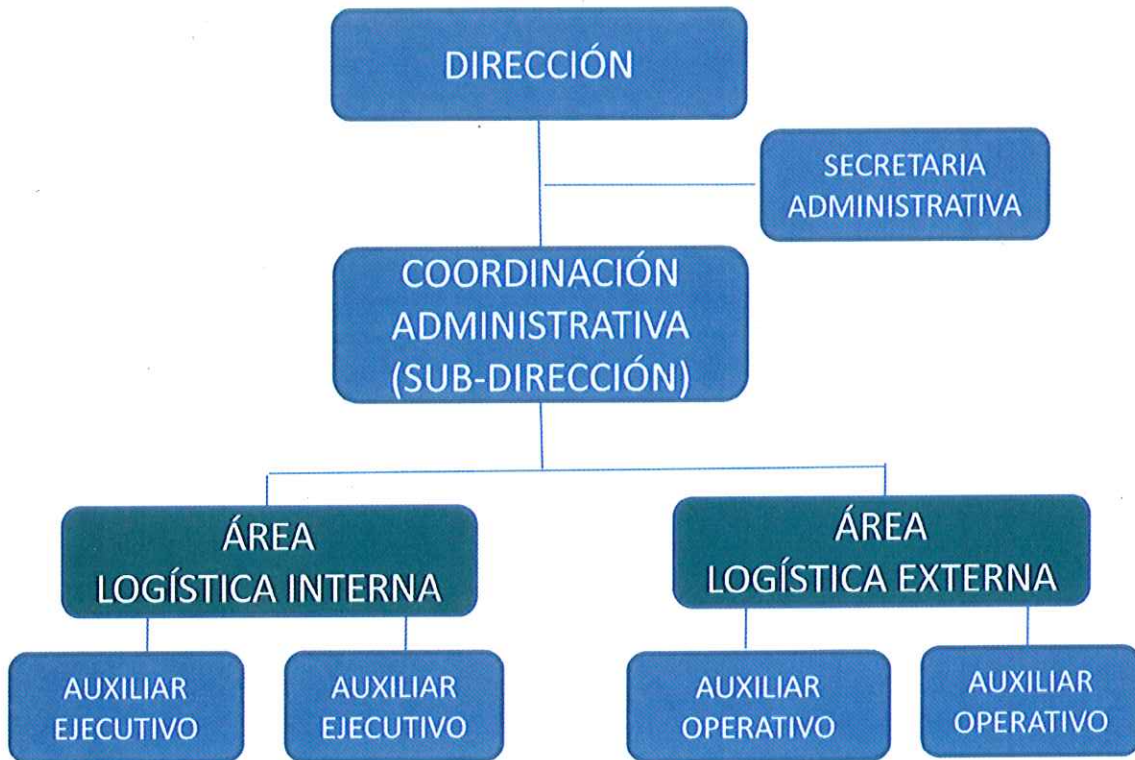 DIRECCIÓN
SECRETARIA
ADMINISTRATIVA
COORDINACIÓN
ADMINISTRATIVA
(SUB-DIRECCIÓN)
ÁREA
LOGÍSTICA INTERNA
ÁREA
LOGÍSTICA EXTERNA
AUXILIAR
EJECUTIVO
AUXILIAR
EJECUTIVO
AUXILIAR
OPERATIVO
AUXILIAR
OPERATIVO